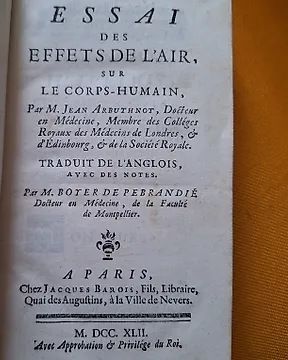 ESSAI
DES
EFFETS DE L'AIR,
SUR
LE CORPS-HUMAIN,
Par M. JEAN ARBUTHNOT, Docteur
en Médecine, Membre des Colléges
Royaux des Médecins de Londres, &
d'Edinbourg, & de la Société Royale.
TRADUIT DE L'ANGLOIS,
AVEC DES NOTES.
Par M. BOYER DE PEBRANDIÉ
Docteur en Médecine, de la Faculté
de Montpellier.
A PARIS,
Chez JACQUES BAROIS, Fils, Libraire,
Quai des Augustins, à la Ville de Nevers.
M. DCC. XLII.
Avec Approbation & Privilége du Roi.